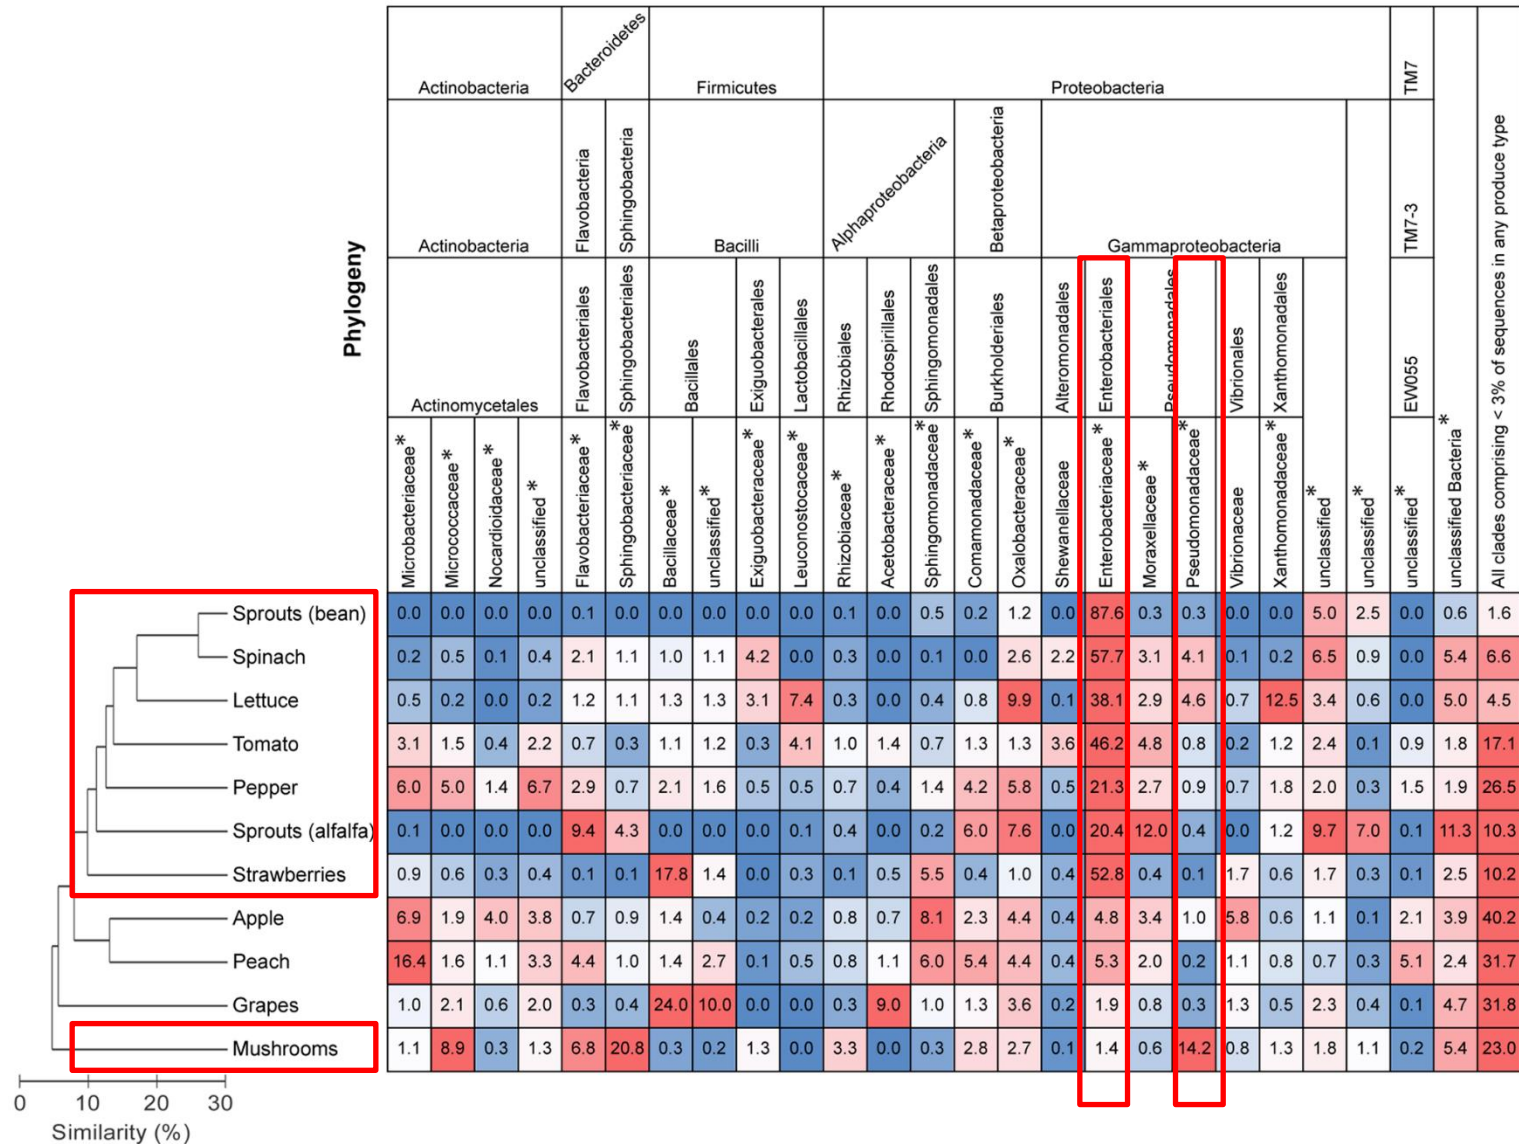 Phylogeny
Actinobacteria
Bacteroidetes
Firmicutes
Proteobacteria
TM7
All clades comprising < 3% of sequences in any produce type
Actinobacteria
Flavobacteria
Sphingobacteria
Bacilli
Alphaproteobacteria
Betaproteobacteria
Gammaproteobacteria
TM7-3
Actinomycetales
Flavobacteriales
Sphingobacteriales
Bacillales
Exiguobacterales
Lactobacillales
Rhizobiales
Rhodospirillales
Sphingomonadales
Burkholderiales
Alteromonadales
Enterobacteriales
Pseudomonadales
Vibrionales
Xanthomonadales
EW055
Microbacteriaceae*
Micrococcaceae*
Nocardioidaceae*
unclassified*
Flavobacteriaceae*
Sphingobacteriaceae*
Bacillaceae*
unclassified*
Exiguobacteraceae*
Leuconostocaceae*
Rhizobiaceae*
Acetobacteraceae*
Sphingomonadaceae*
Comamonadaceae*
Oxalobacteraceae*
Shewanellaceae
Enterobacteriaceae*
Moraxellaceae*
Pseudomonadaceae*
Vibrionaceae
Xanthomonadaceae*
unclassified*
unclassified*
unclassified*
unclassified Bacteria*
Sprouts (bean) 0.0 0.0 0.0 0.0 0.1 0.0 0.0 0.0 0.0 0.0 0.1 0.0 0.5 0.2 1.2 0.0 87.6 0.3 0.3 0.0 0.0 5.0 2.5 0.0 0.6 1.6
Spinach 0.2 0.5 0.1 0.4 2.1 1.1 1.0 1.1 4.2 0.0 0.3 0.0 0.1 0.0 2.6 2.2 57.7 3.1 4.1 0.1 0.2 6.5 0.9 0.0 5.4 6.6
Lettuce 0.5 0.2 0.0 0.2 1.2 1.1 1.3 1.3 3.1 7.4 0.3 0.0 0.4 0.8 9.9 0.1 38.1 2.9 4.6 0.7 12.5 3.4 0.6 0.0 5.0 4.5
Tomato 3.1 1.5 0.4 2.2 0.7 0.3 1.1 1.2 0.3 4.1 1.0 1.4 0.7 1.3 1.3 3.6 46.2 4.8 0.8 0.2 1.2 2.4 0.1 0.9 1.8 17.1
Pepper 6.0 5.0 1.4 6.7 2.9 0.7 2.1 1.6 0.5 0.5 0.7 0.4 1.4 4.2 5.8 0.5 21.3 2.7 0.9 0.7 1.8 2.0 0.3 1.5 1.9 26.5
Sprouts (alfalfa) 0.1 0.0 0.0 0.0 9.4 4.3 0.0 0.0 0.0 0.1 0.4 0.0 0.2 6.0 7.6 0.0 20.4 12.0 0.4 0.0 1.2 9.7 7.0 0.1 11.3 10.3
Strawberries 0.9 0.6 0.3 0.4 0.1 0.1 17.8 1.4 0.0 0.3 0.1 0.5 5.5 0.4 1.0 0.4 52.8 0.4 0.1 1.7 0.6 1.7 0.3 0.1 2.5 10.2
Apple 6.9 1.9 4.0 3.8 0.7 0.9 1.4 0.4 0.2 0.2 0.8 0.7 8.1 2.3 4.4 0.4 4.8 3.4 1.0 5.8 0.6 1.1 0.1 2.1 3.9 40.2
Peach 16.4 1.6 1.1 3.3 4.4 1.0 1.4 2.7 0.1 0.5 0.8 1.1 6.0 5.4 4.4 0.4 5.3 2.0 0.2 1.1 0.8 0.7 0.3 5.1 2.4 31.7
Grapes 1.0 2.1 0.6 2.0 0.3 0.4 24.0 10.0 0.0 0.0 0.3 9.0 1.0 1.3 3.6 0.2 1.9 0.8 0.3 1.3 0.5 2.3 0.4 0.1 4.7 31.8
Mushrooms 1.1 8.9 0.3 1.3 6.8 20.8 0.3 0.2 1.3 0.0 3.3 0.0 0.3 2.8 2.7 0.1 1.4 0.6 14.2 0.8 1.3 1.8 1.1 0.2 5.4 23.0
0 10 20 30
Similarity (%)